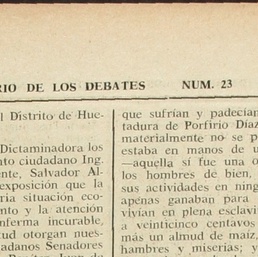 RIO DE LOS DEBATES NUM. 23
l Distrito de Hue-
Dictaminadora los
nto ciudadano Ing.
ente, Salvador Al-
exposición que la
ria situación eco-
ento y la atención
nferma incurable,
tud otorgan nues-
adanos Senadores
que sufrían y padecían
tadura de Porfirio Díaz
materialmente no se p
estaba en manos de u
—aquella sí fue una o
los hombres de bien,
sus actividades en ning
apenas ganaban para
vivían en plena esclavi
a veinticinco centavos
más un almud de maíz,
hambres y miserias; y